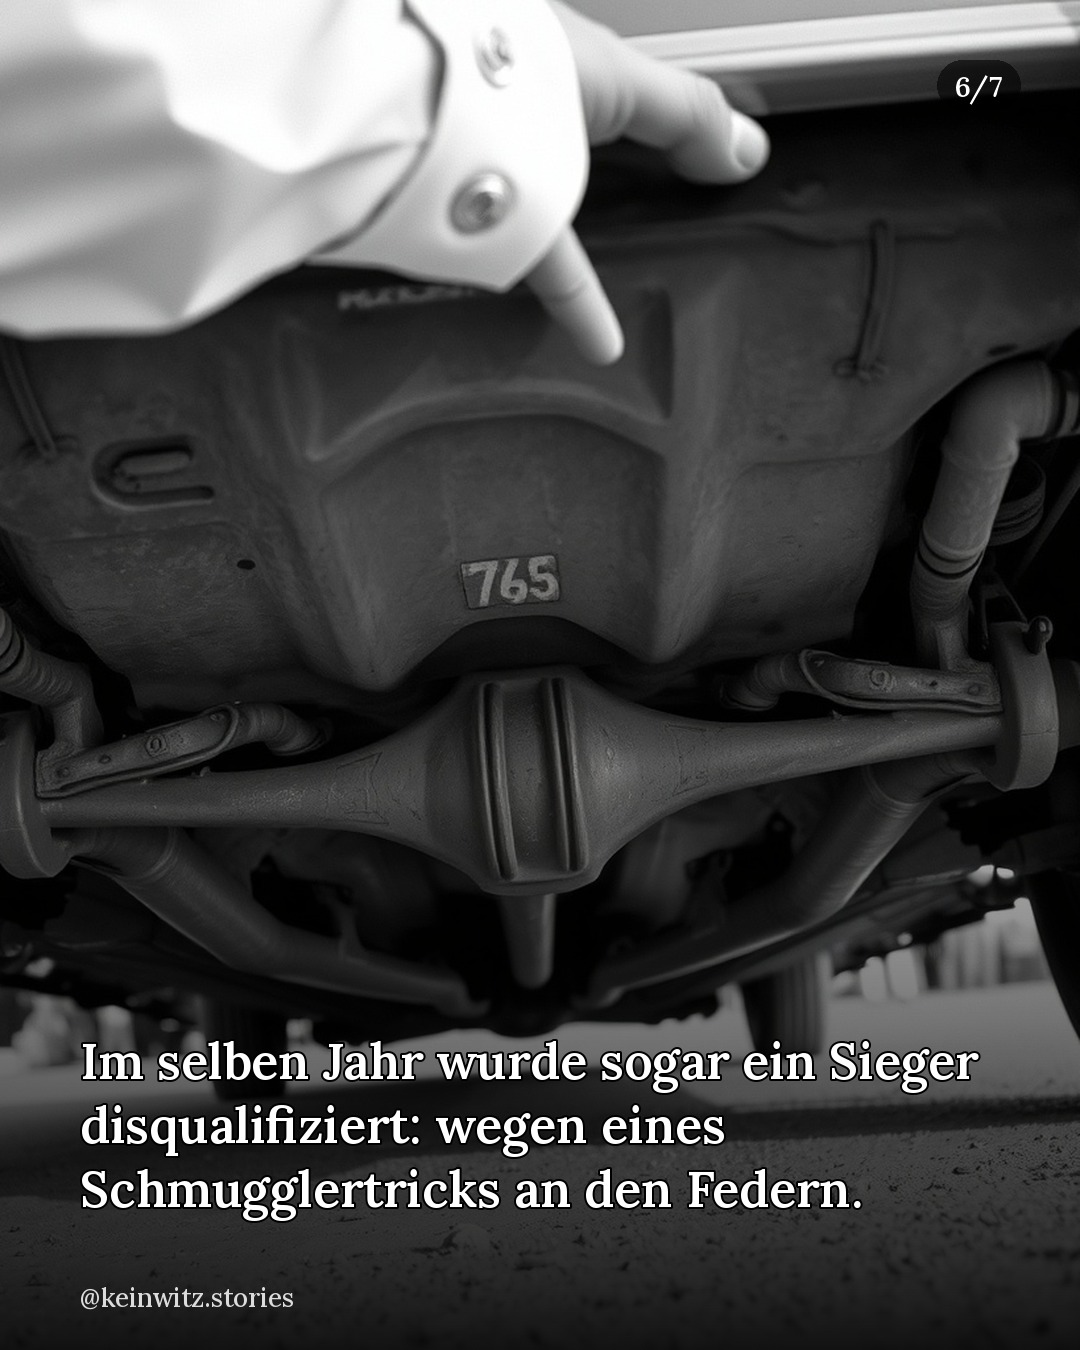 6/7
765
Im selben Jahr wurde sogar ein Sieger
disqualifiziert: wegen eines
Schmugglertricks an den Federn.
@keinwitz.stories